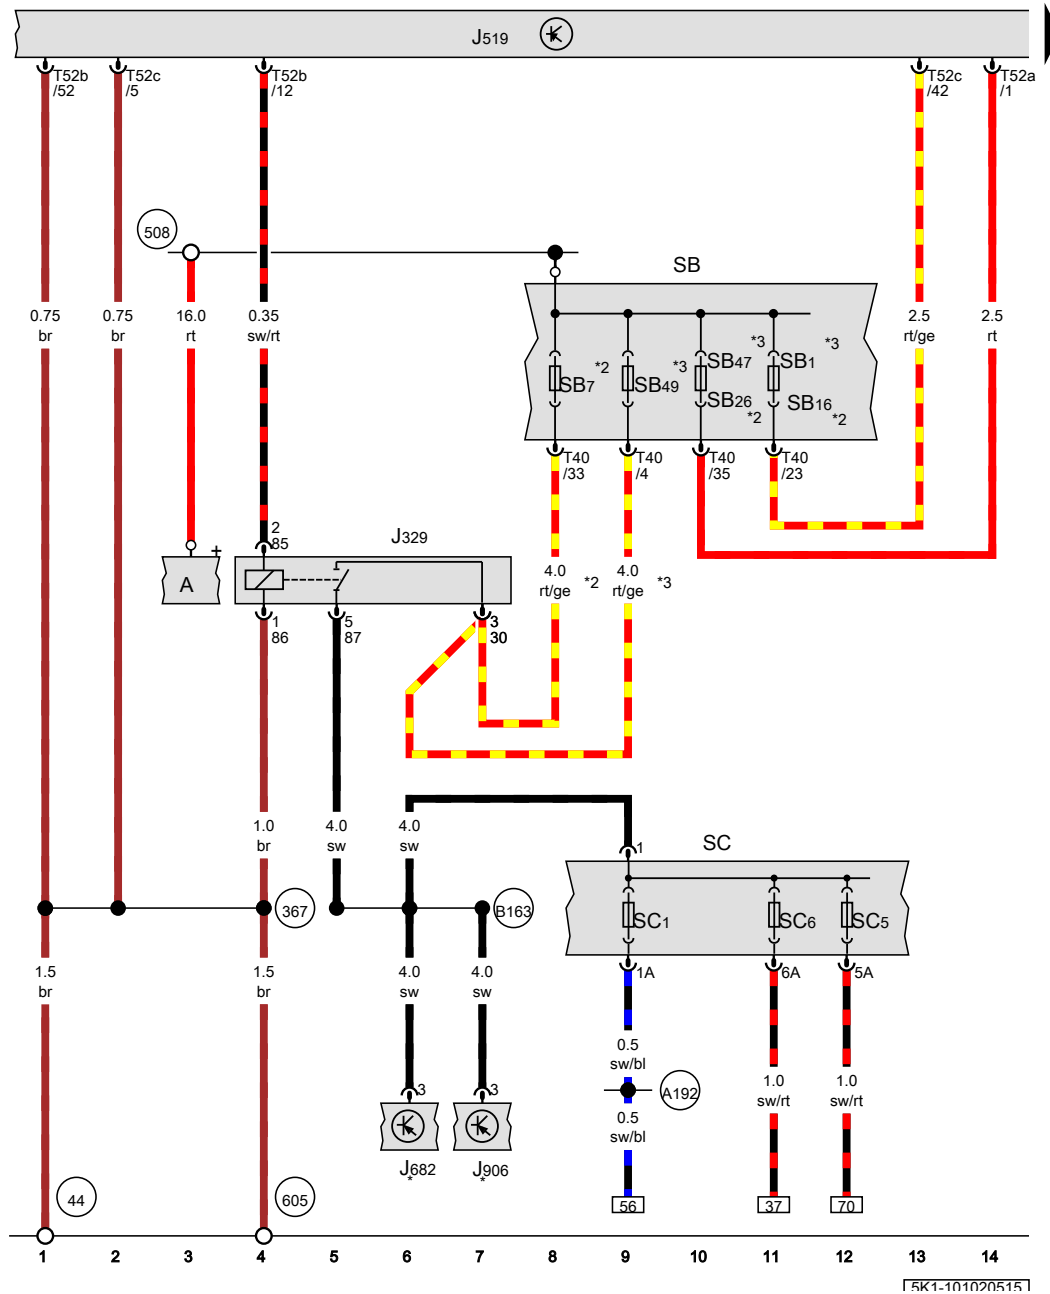 J519
T52b
/52
T52c
/5
T52b
/12
T52c
/42
T52a
/1
508
SB
0.75
br
0.75
br
16.0
rt
0.35
sw/rt
2.5
rt/ge
2.5
rt
*3
*3
*2
*3
SB7
SB49
SB47
SB1
SB26
SB16
*2
*2
T40
/33
T40
/4
T40
/35
T40
/23
2
85
J329
+
A
4.0
rt/ge
*2
4.0
rt/ge
*3
1
86
5
87
3
30
1.0
br
4.0
sw
4.0
sw
1
SC
367
B163
SC1
SC6
SC5
1.5
br
1.5
br
4.0
sw
4.0
sw
1A
6A
5A
0.5
sw/bl
A192
1.0
sw/rt
1.0
sw/rt
3
3
0.5
sw/bl
J682
*
J906
*
44
605
56
37
70
1 2 3 4 5 6 7 8 9 10 11 12 13 14
5K1-101020515